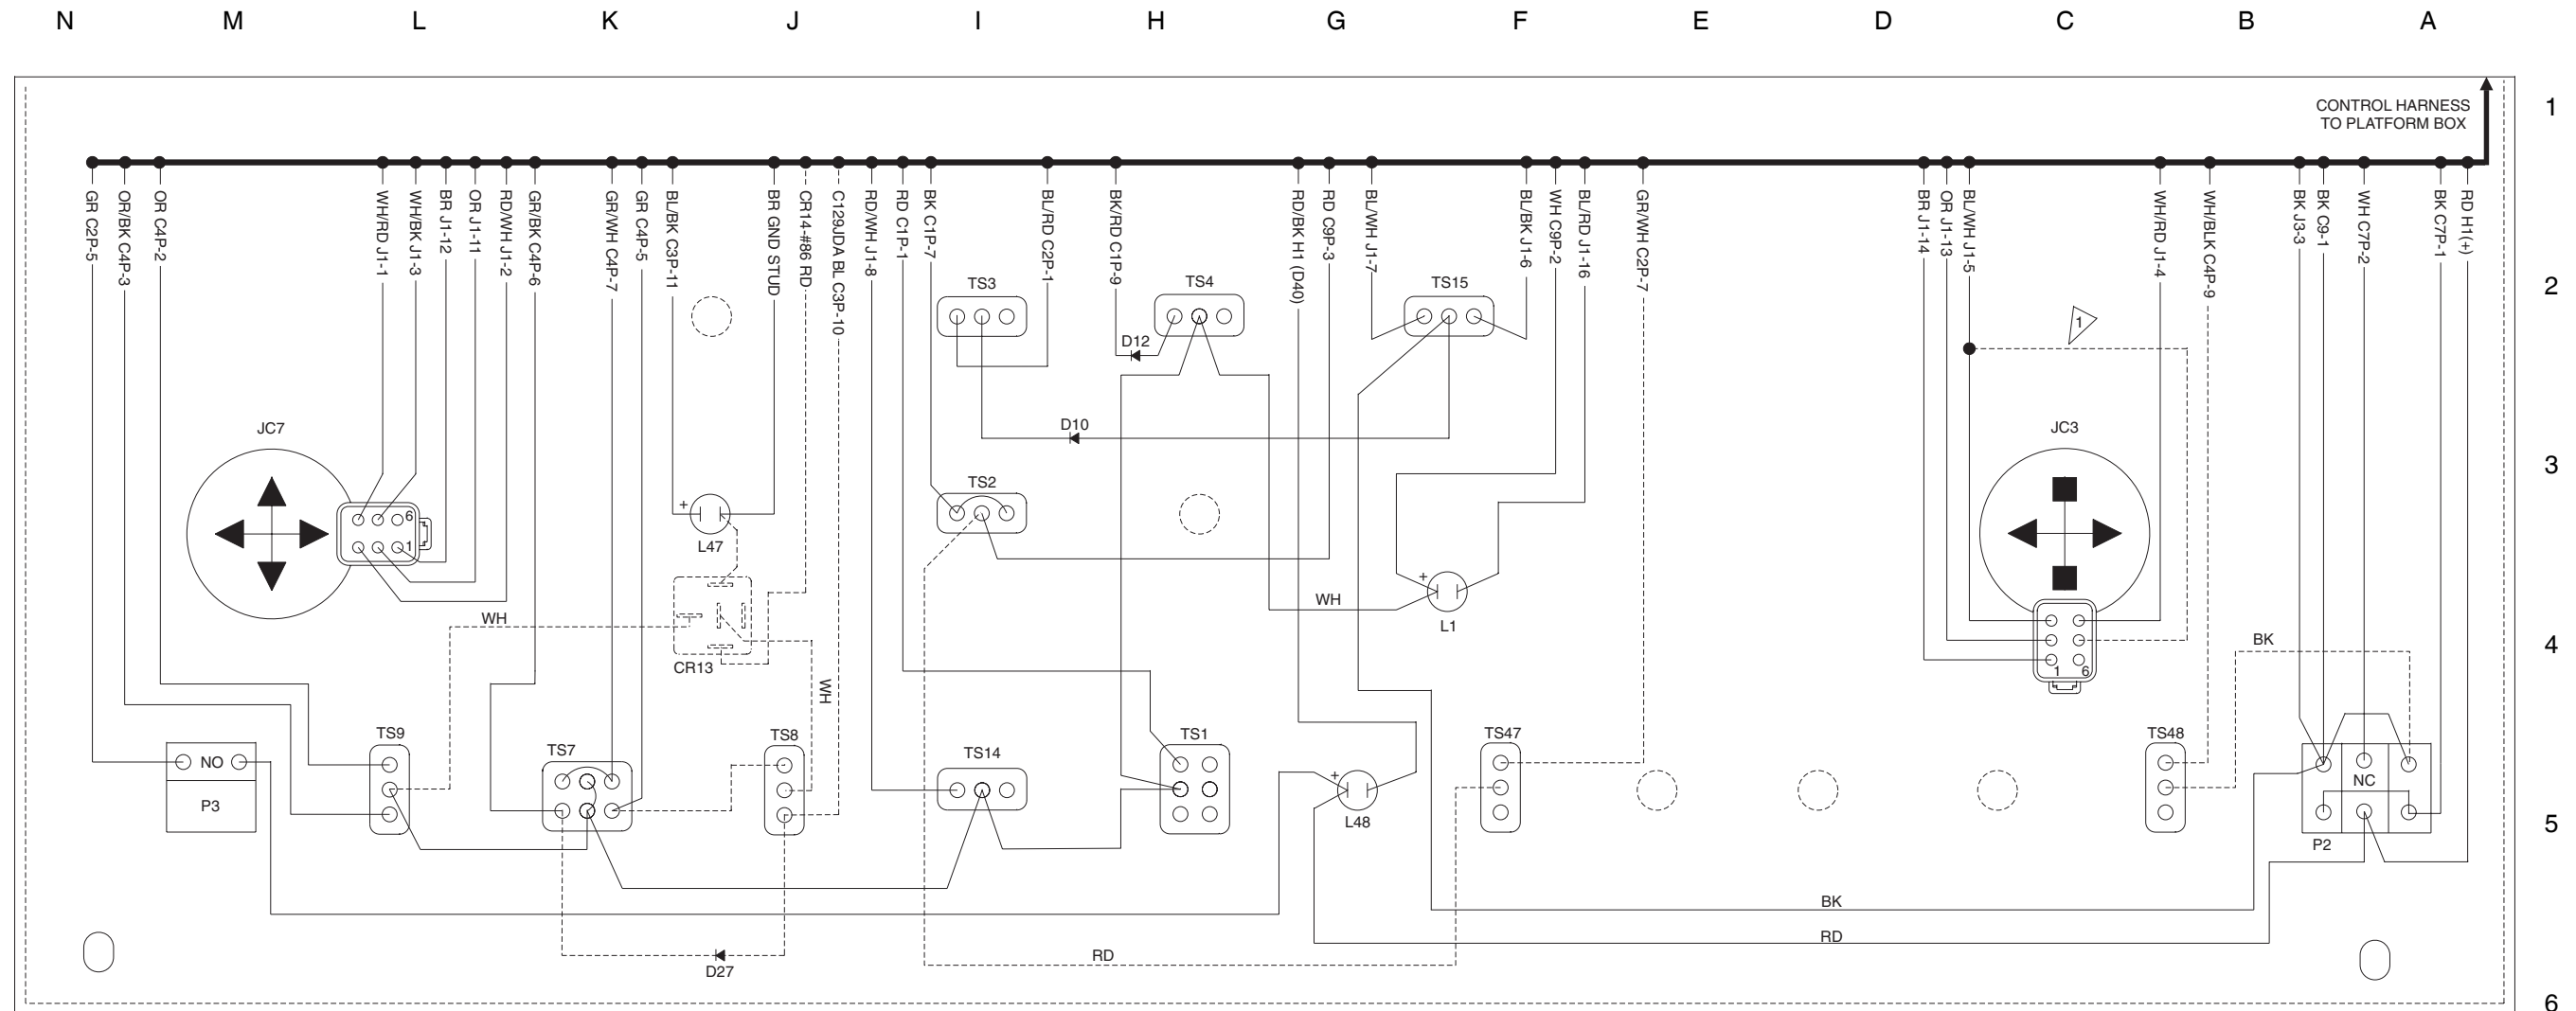 N M L K J I H G F E D C B A
1
CONTROL HARNESS
TO PLATFORM BOX
GR C2P-5
OR/BK C4P-3
OR C4P-2
WH/RD J1-1
WH/BK J1-3
BR J1-12
OR J1-11
RD/WH J1-2
GR/BK C4P-6
GR/WH C4P-7
GR C4P-5
BL/BK C3P-11
BR GND STUD
CR14-#86 RD
C129JDA BL C3P-10
RD/WH J1-8
RD C1P-1
BK C1P-7
BL/RD C2P-1
BK/RD C1P-9
RD/BK H1 (D40)
RD C9P-3
BL/WH J1-7
BL/BK J1-6
WH C9P-2
BL/RD J1-16
GR/WH C2P-7
BR J1-14
OR J1-13
BL/WH J1-5
WH/RD J1-4
WH/BLK C4P-9
BK J3-3
BK C9-1
WH C7P-2
BK C7P-1
RD H1(+)
2
TS3
TS4
TS15
1
D12
D10
JC7
JC3
3
TS2
+
6
1
L47
+
WH
L1
WH
CR13
WH
1 6
BK
4
TS9
TS7
TS8
TS14
TS1
TS47
TS48
NO
P3
+
L48
NC
P2
5
BK
RD
RD
D27
6